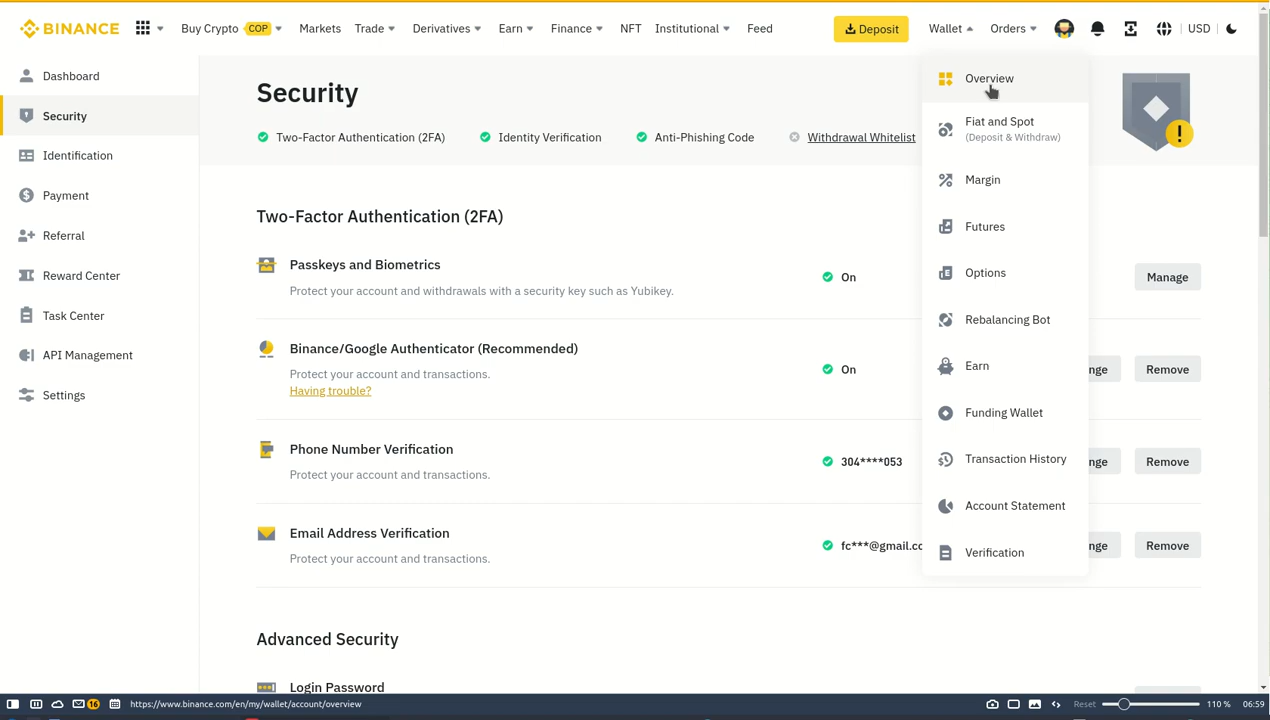 BINANCE
Buy Crypto COP
Markets
Trade
Derivatives
Earn
Finance
NFT
Institutional
Feed
Deposit
Wallet
Orders
USD
Dashboard
Security
Identification
Payment
Referral
Reward Center
Task Center
API Management
Settings
Security
Two-Factor Authentication (2FA)
Identity Verification
Anti-Phishing Code
Withdrawal Whitelist
Two-Factor Authentication (2FA)
Passkeys and Biometrics
Protect your account and withdrawals with a security key such as Yubikey.
On
Manage
Binance/Google Authenticator (Recommended)
Protect your account and transactions.
Having trouble?
On
nge
Remove
Phone Number Verification
Protect your account and transactions.
304****053
nge
Remove
Email Address Verification
Protect your account and transactions.
fc***@gmail.co
nge
Remove
Advanced Security
Login Password
Overview
Fiat and Spot
(Deposit & Withdraw)
Margin
Futures
Options
Rebalancing Bot
Earn
Funding Wallet
Transaction History
Account Statement
Verification
16
https://www.binance.com/en/my/wallet/account/overview
Reset
110 %
06:59